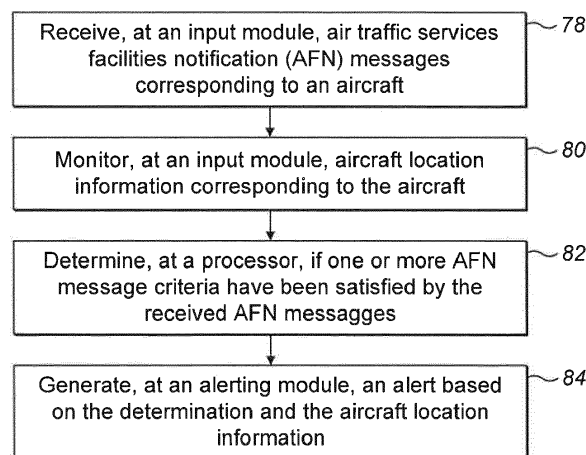 Receive, at an input module, air traffic services
facilities notification (AFN) messages
corresponding to an aircraft
78
Monitor, at an input module, aircraft location
information corresponding to the aircraft
80
Determine, at a processor, if one or more AFN
message criteria have been satisfied by the
received AFN messagges
82
Generate, at an alerting module, an alert based
on the determination and the aircraft location
information
84